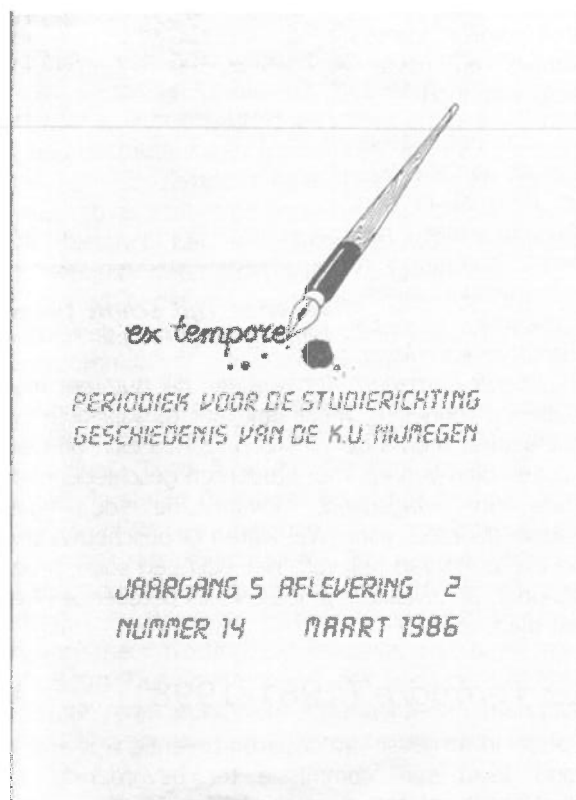 ex tempore
PERIODIEK VOOR DE STUDIERICHTING
GESCHIEDENIS VAN DE K.U. NIJMEGEN
JAARGANG 5 AFLEVERING 2
NUMMER 14 MAART 1986